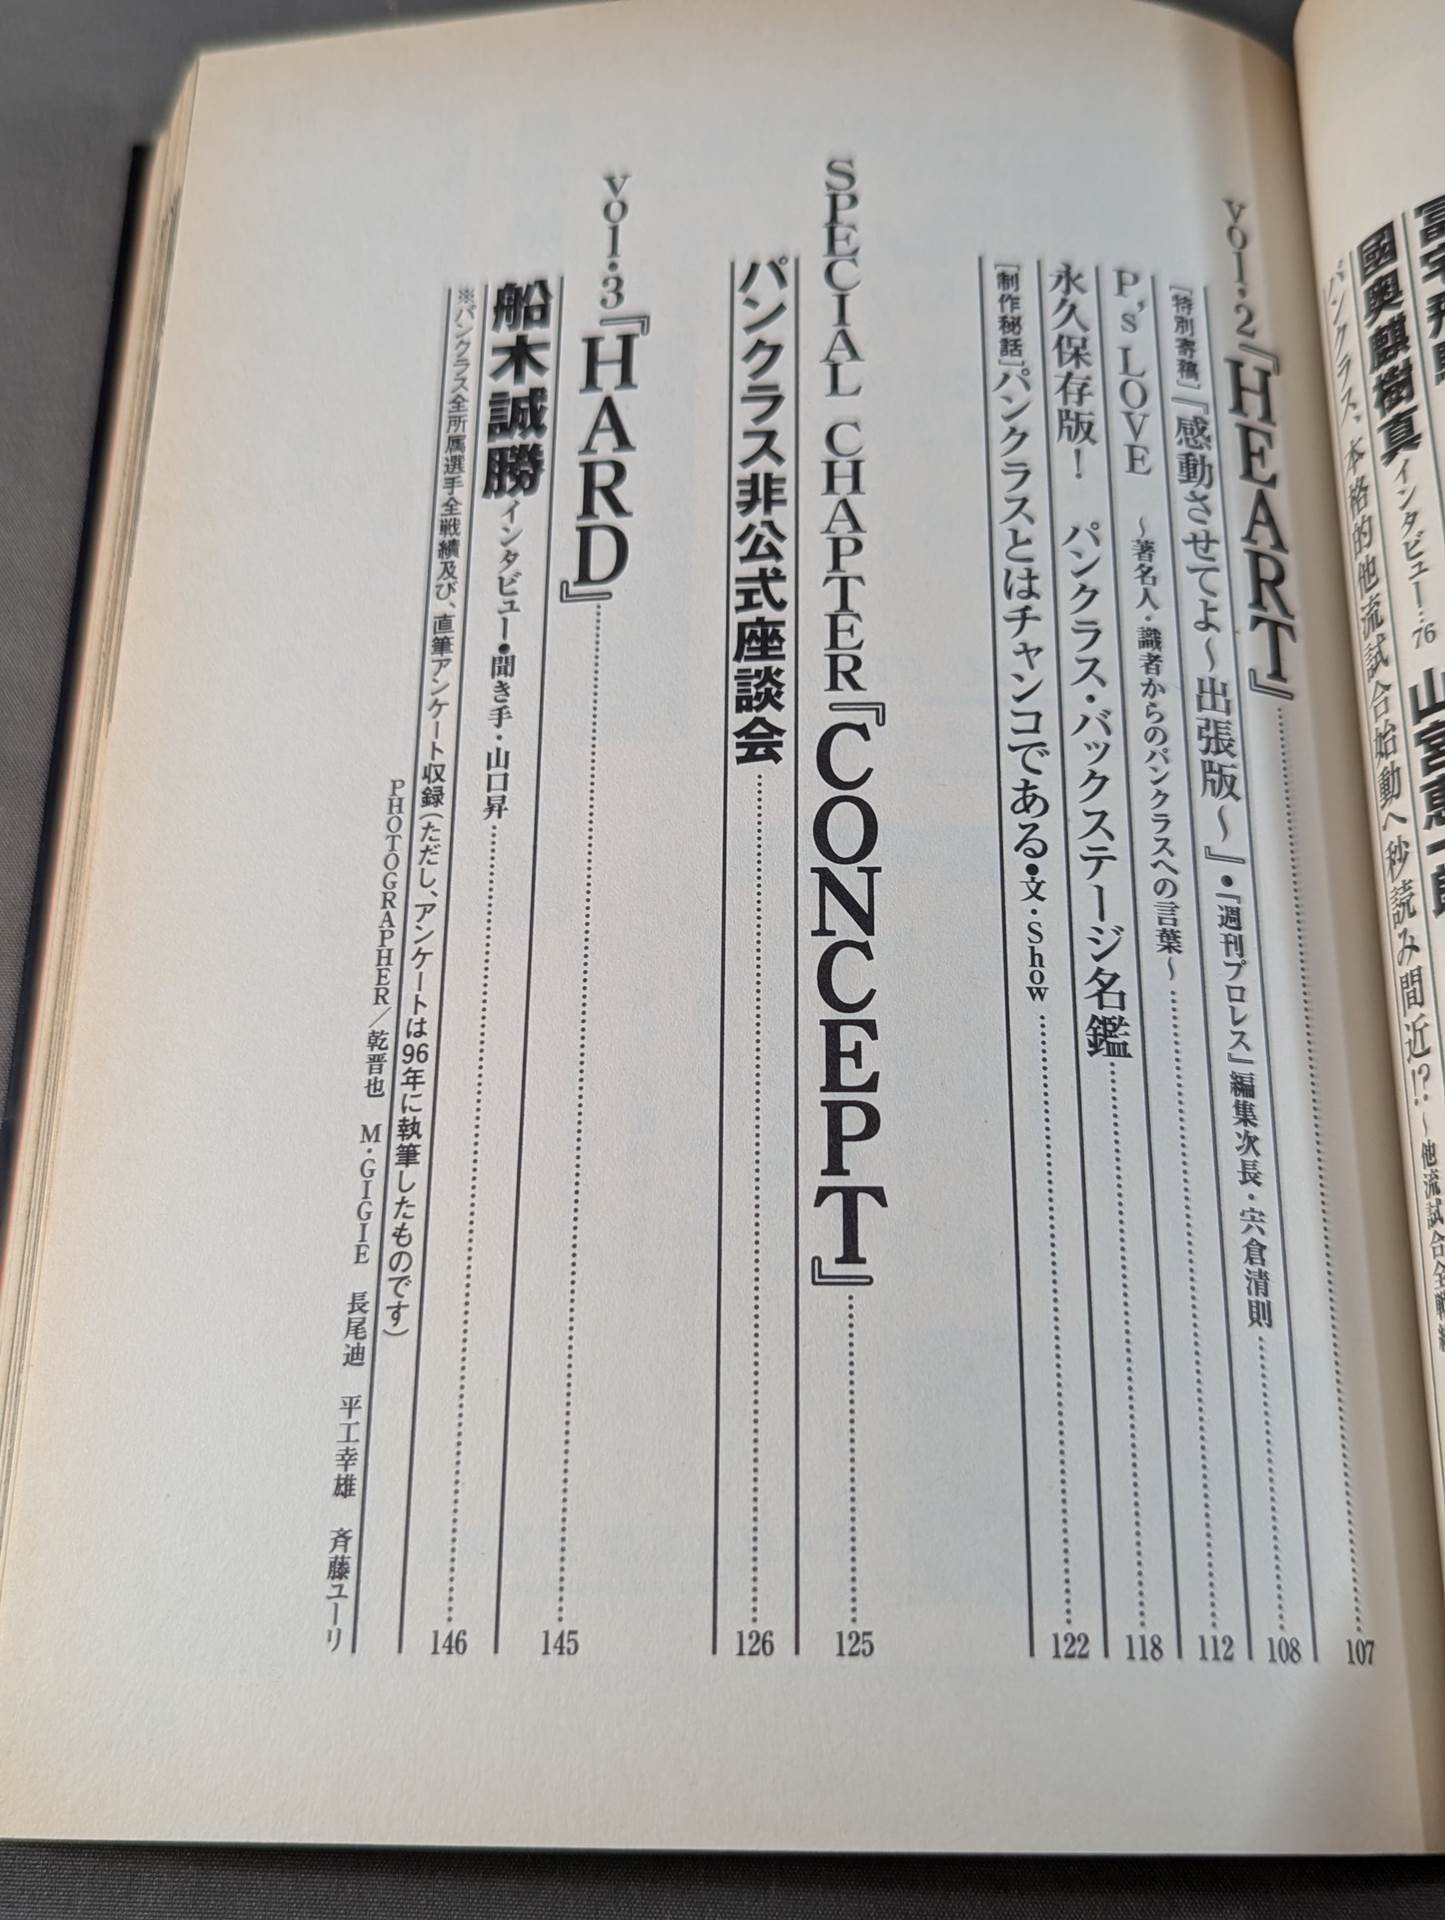 國奥麒樹真インタビュー…76
パンクラス、本格的他流試合始動へ秒読み間近!?
vol・2『HEART』……107
[特別寄稿]『感動させてよ〜出張版〜』●『週刊プロレス』編集次長・宍倉清則……108
P's LOVE 〜著名人・識者からのパンクラスへの言葉〜……112
永久保存版! パンクラス・バックステージ名鑑……118
[制作秘話]パンクラスとはチャンコである●文・Show……122
SPECIAL CHAPTER『CONCEPT』……125
パンクラス非公式座談会……126
vol・3『HARD』……145
船木誠勝インタビュー●聞き手・山口昇……146
※パンクラス全所属選手全戦績及び、直筆アンケート収録(ただし、アンケートは96年に執筆したものです)
PHOTOGRAPHER/乾晋也 M・GIGIE 長尾迪 平工幸雄 斉藤ユーリ